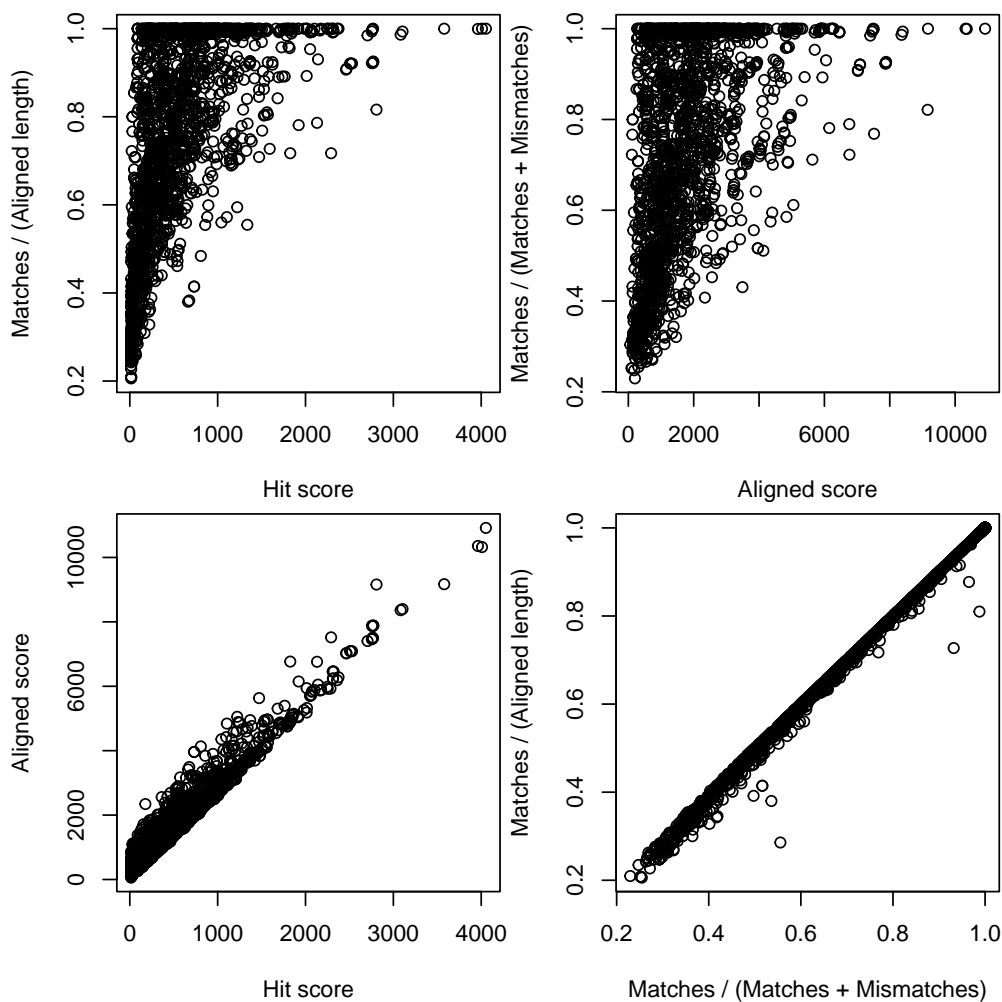 Matches / (Aligned length)
1.0
0.8
0.6
0.4
0.2
0 1000 2000 3000 4000
Hit score
Matches / (Matches + Mismatches)
1.0
0.8
0.6
0.4
0.2
0 2000 6000 10000
Aligned score
Aligned score
10000
6000
2000
0
0 1000 2000 3000 4000
Hit score
Matches / (Aligned length)
1.0
0.8
0.6
0.4
0.2
0.2 0.4 0.6 0.8 1.0
Matches / (Matches + Mismatches)